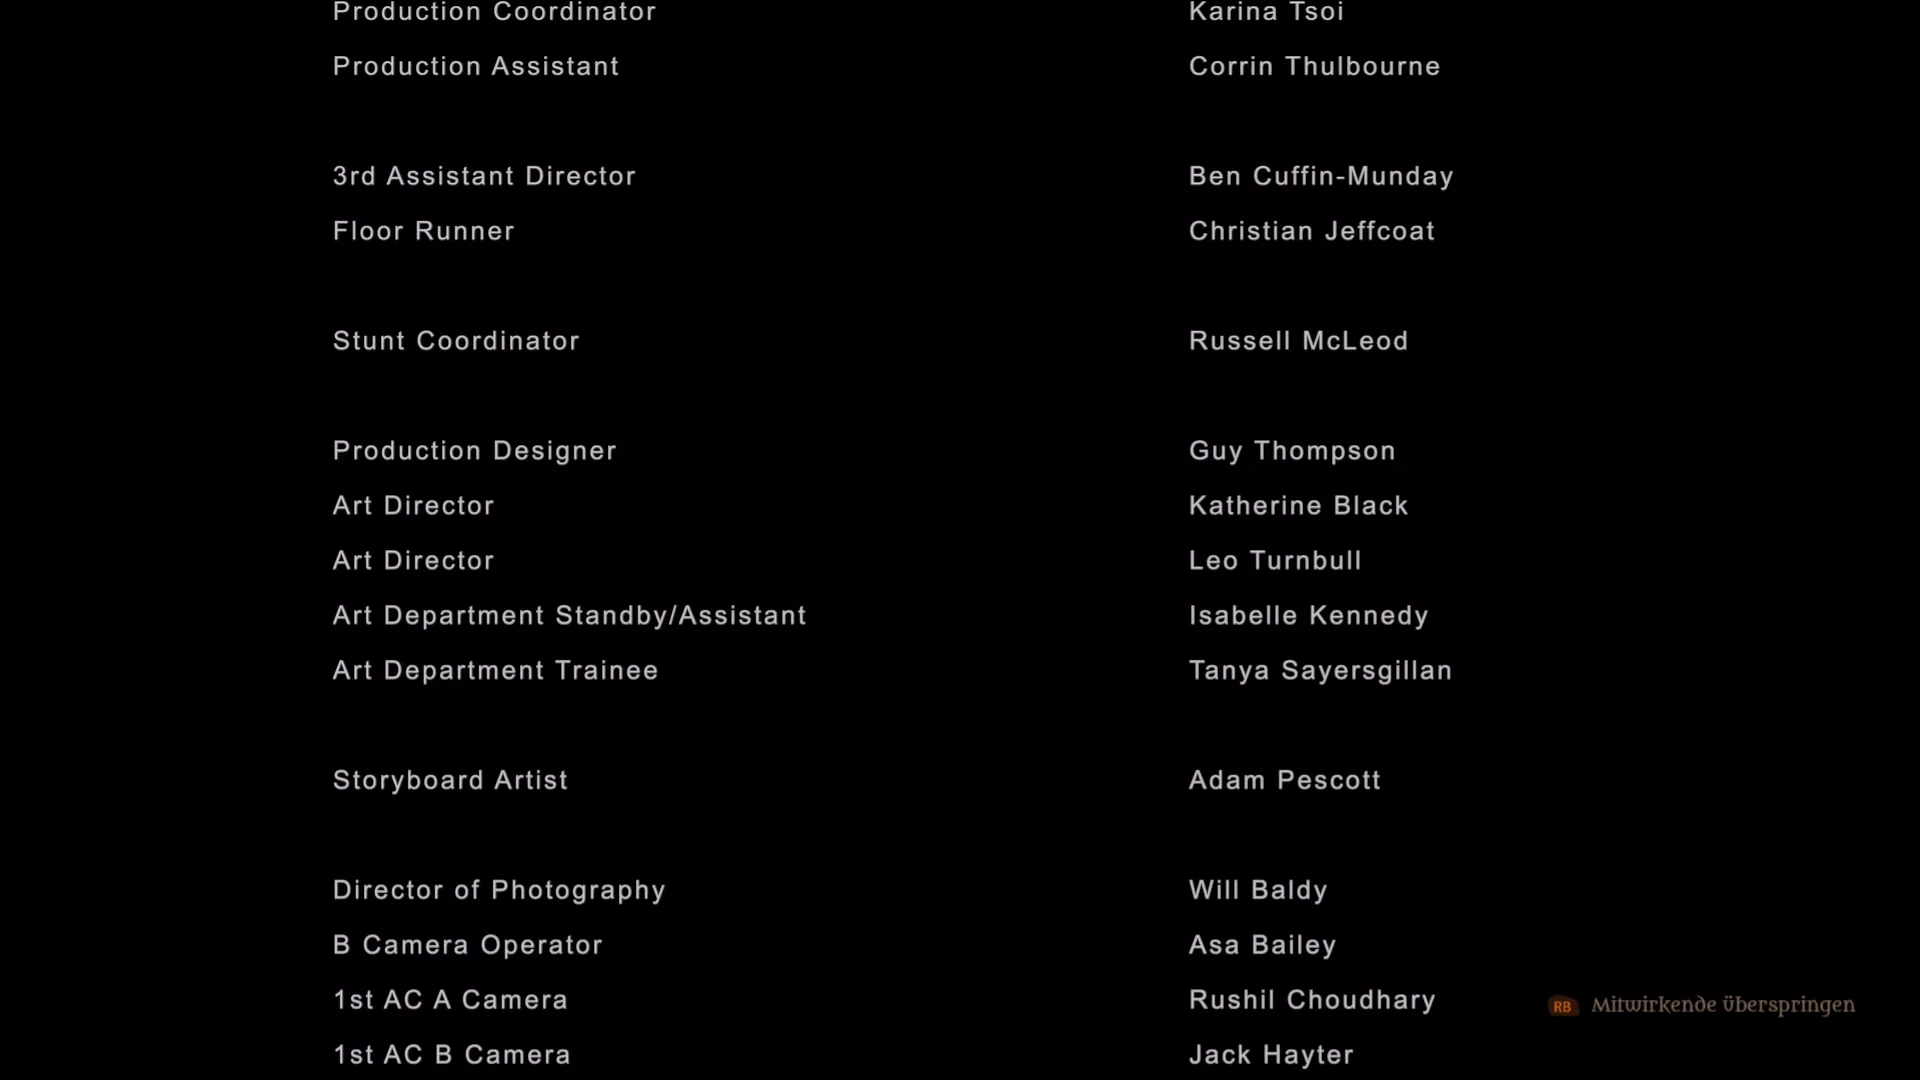 Production Coordinator Karina Tsoi
Production Assistant Corrin Thulbourne
3rd Assistant Director Ben Cuffin-Munday
Floor Runner Christian Jeffcoat
Stunt Coordinator Russell McLeod
Production Designer Guy Thompson
Art Director Katherine Black
Art Director Leo Turnbull
Art Department Standby/Assistant Isabelle Kennedy
Art Department Trainee Tanya Sayersgillan
Storyboard Artist Adam Pescott
Director of Photography Will Baldy
B Camera Operator Asa Bailey
1st AC A Camera Rushil Choudhary
RB Mitwirkende überspringen
1st AC B Camera Jack Hayter